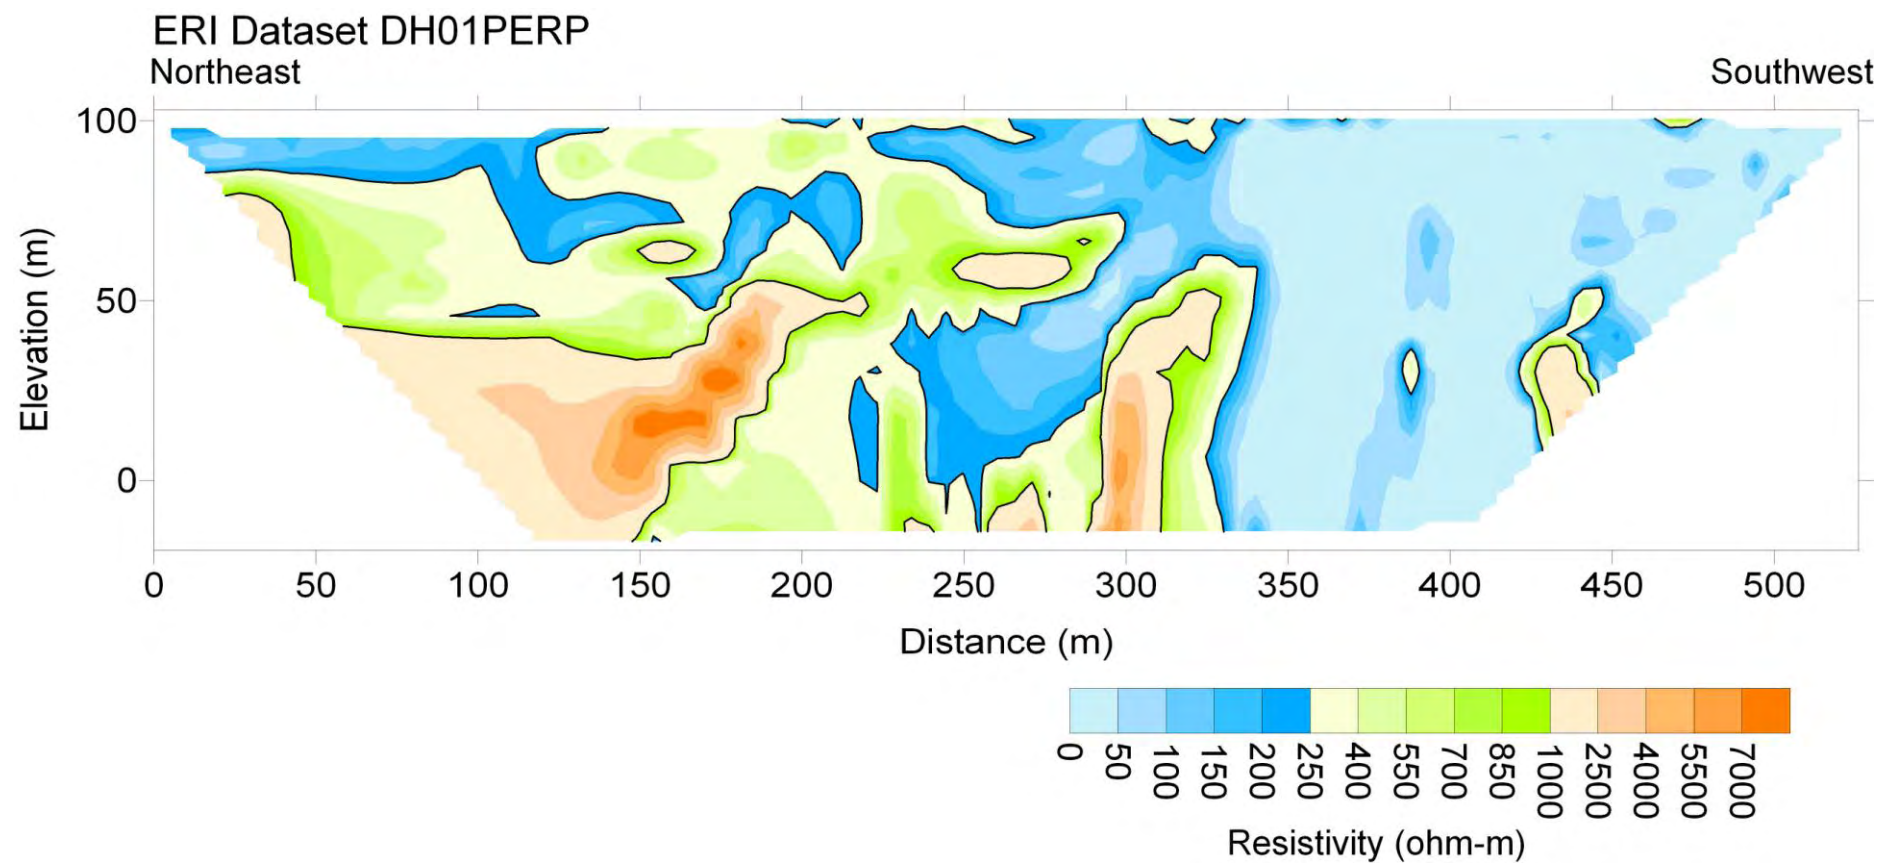 ERI Dataset DH01PERP
Northeast
Southwest
100
50
0
Elevation (m)
0 50 100 150 200 250 300 350 400 450 500
Distance (m)
0 50 100 150 200 250 400 550 700 850 1000 2500 4000 5500 7000
Resistivity (ohm-m)